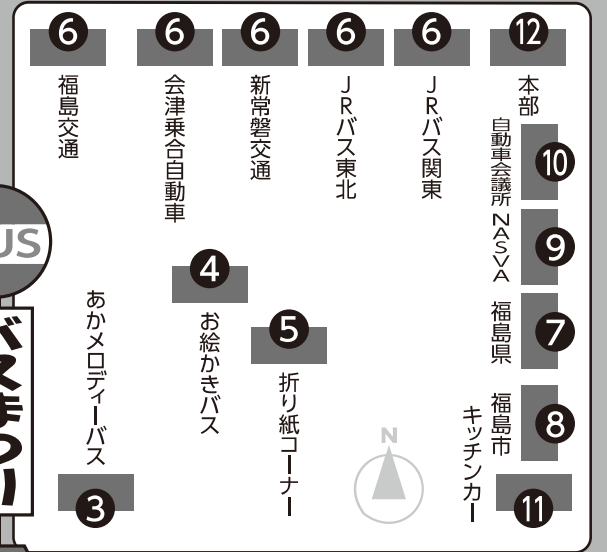 6
福島交通
6
会津乗合自動車
6
新常磐交通
6
JRバス東北
6
JRバス関東
12
本部
10
自動車会議所
9
NASVA
7
福島県
8
福島市
11
キッチンカー
4
お絵かきバス
5
折り紙コーナー
3
あかメロディーバス
N
US
バスまつり